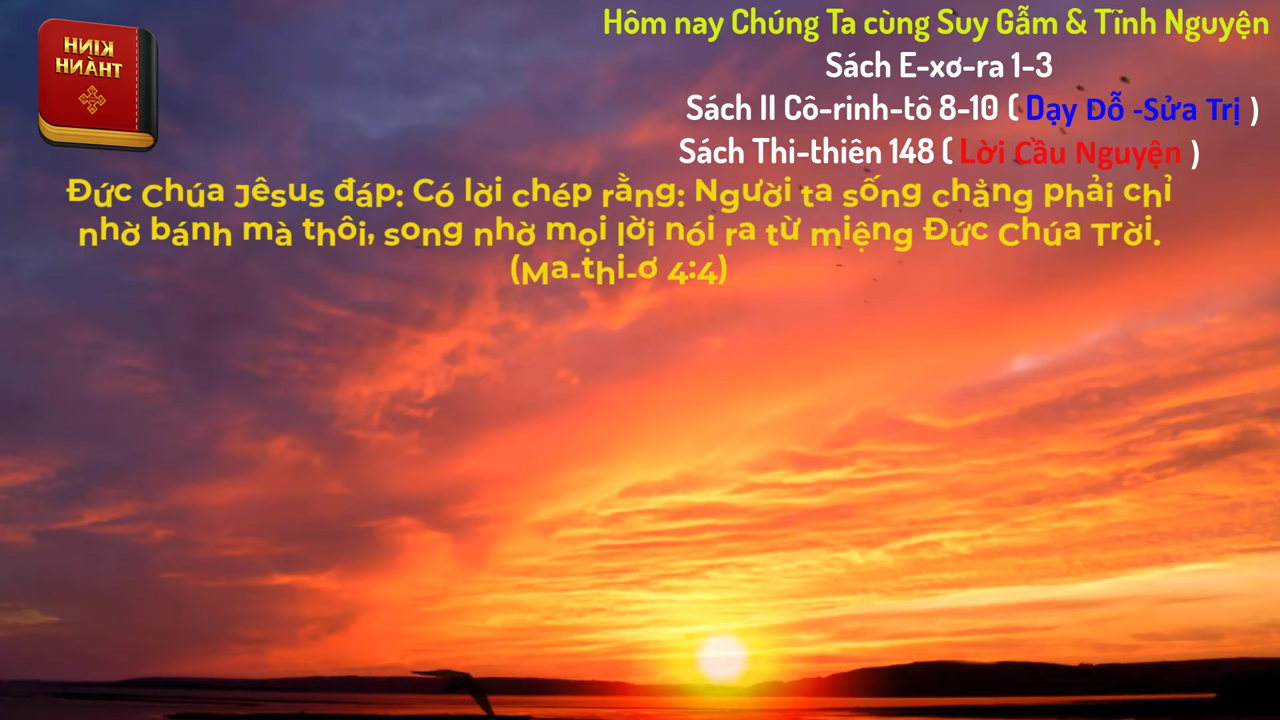 KINH
THÀNH
Hôm nay Chúng Ta cùng Suy Gẫm & Tĩnh Nguyện
Sách E-xơ-ra 1-3
Sách II Cô-rinh-tô 8-10 ( Dạy Đỗ -Sửa Trị )
Sách Thi-thiên 148 ( Lời Cầu Nguyện )
Đức Chúa Jêsus đáp: Có lời chép rằng: Người ta sống chẳng phải chỉ
nhờ bánh mà thôi, song nhờ mọi lời nói ra từ miệng Đức Chúa Trời.
(Ma-thi-ơ 4:4)